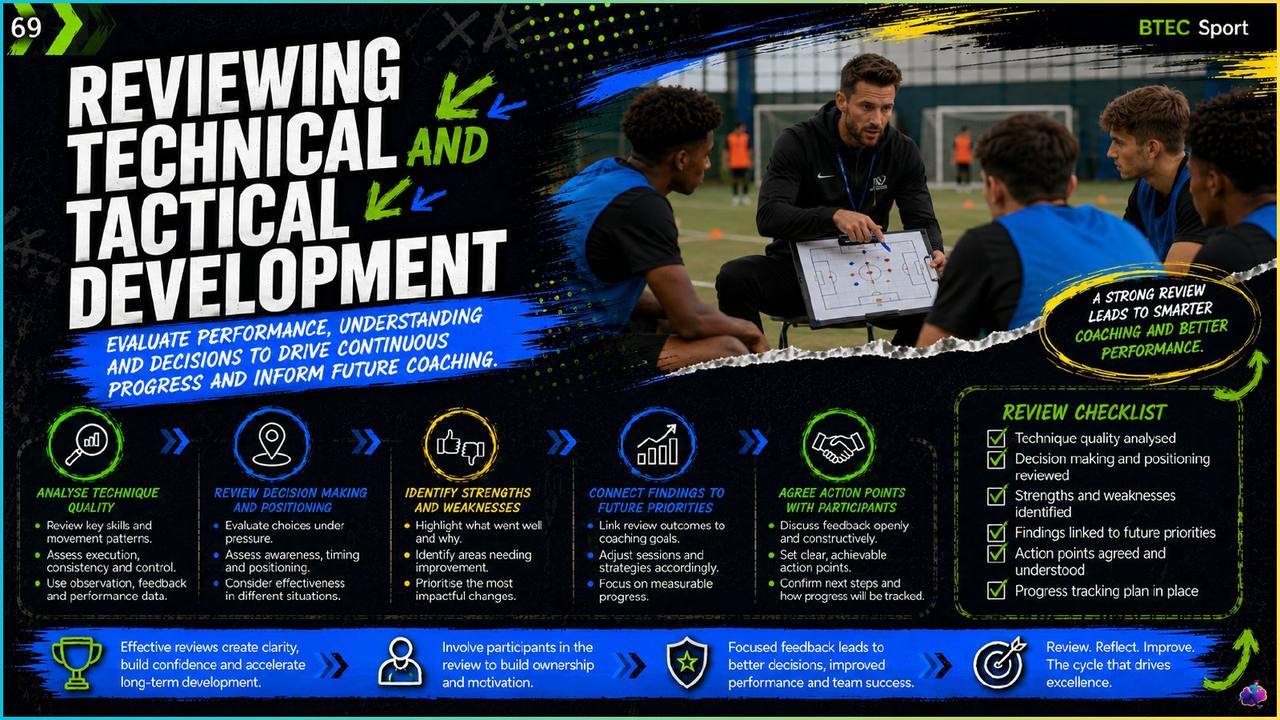 69
BTEC Sport
REVIEWING
TECHNICAL AND
TACTICAL
DEVELOPMENT
EVALUATE PERFORMANCE, UNDERSTANDING
AND DECISIONS TO DRIVE CONTINUOUS
PROGRESS AND INFORM FUTURE COACHING.
A STRONG REVIEW
LEADS TO SMARTER
COACHING AND BETTER
PERFORMANCE.
ANALYSE TECHNIQUE
QUALITY
• Review key skills and
movement patterns.
• Assess execution,
consistency and control.
• Use observation, feedback
and performance data.
REVIEW DECISION MAKING
AND POSITIONING
• Evaluate choices under
pressure.
• Assess awareness, timing
and positioning.
• Consider effectiveness
in different situations.
IDENTIFY STRENGTHS
AND WEAKNESSES
• Highlight what went well
and why.
• Identify areas needing
improvement.
• Prioritise the most
impactful changes.
CONNECT FINDINGS TO
FUTURE PRIORITIES
• Link review outcomes to
coaching goals.
• Adjust sessions and
strategies accordingly.
• Focus on measurable
progress.
AGREE ACTION POINTS
WITH PARTICIPANTS
• Discuss feedback openly
and constructively.
• Set clear, achievable
action points.
• Confirm next steps and
how progress will be tracked.
REVIEW CHECKLIST
Technique quality analysed
Decision making and positioning
reviewed
Strengths and weaknesses
identified
Findings linked to future priorities
Action points agreed and
understood
Progress tracking plan in place
Effective reviews create clarity,
build confidence and accelerate
long-term development.
Involve participants in the
review to build ownership
and motivation.
Focused feedback leads to
better decisions, improved
performance and team success.
Review. Reflect. Improve.
The cycle that drives
excellence.